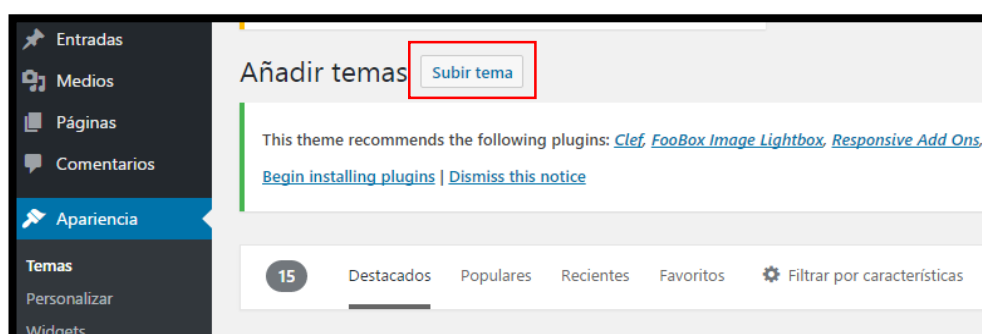 Entradas
Medios
Páginas
Comentarios
Apariencia
Temas
Personalizar
Widgets
Añadir temas Subir tema
This theme recommends the following plugins: Clef, FooBox Image Lightbox, Responsive Add Ons,
Begin installing plugins | Dismiss this notice
15 Destacados Populares Recientes Favoritos Filtrar por características